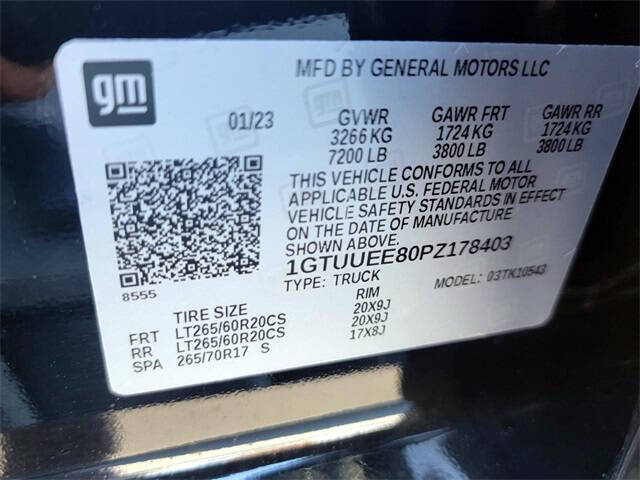 gm
MFD BY GENERAL MOTORS LLC
01/23 GVWR GAWR FRT GAWR RR
3266 KG 1724 KG 1724 KG
7200 LB 3800 LB 3800 LB
THIS VEHICLE CONFORMS TO ALL
APPLICABLE U.S. FEDERAL MOTOR
VEHICLE SAFETY STANDARDS IN EFFECT
ON THE DATE OF MANUFACTURE
SHOWN ABOVE.
1GTUUEE80PZ178403
8555 TYPE: TRUCK MODEL: 03TK10543
TIRE SIZE RIM
FRT LT265/60R20CS 20X9J
RR LT265/60R20CS 20X9J
SPA 265/70R17 S 17X8J